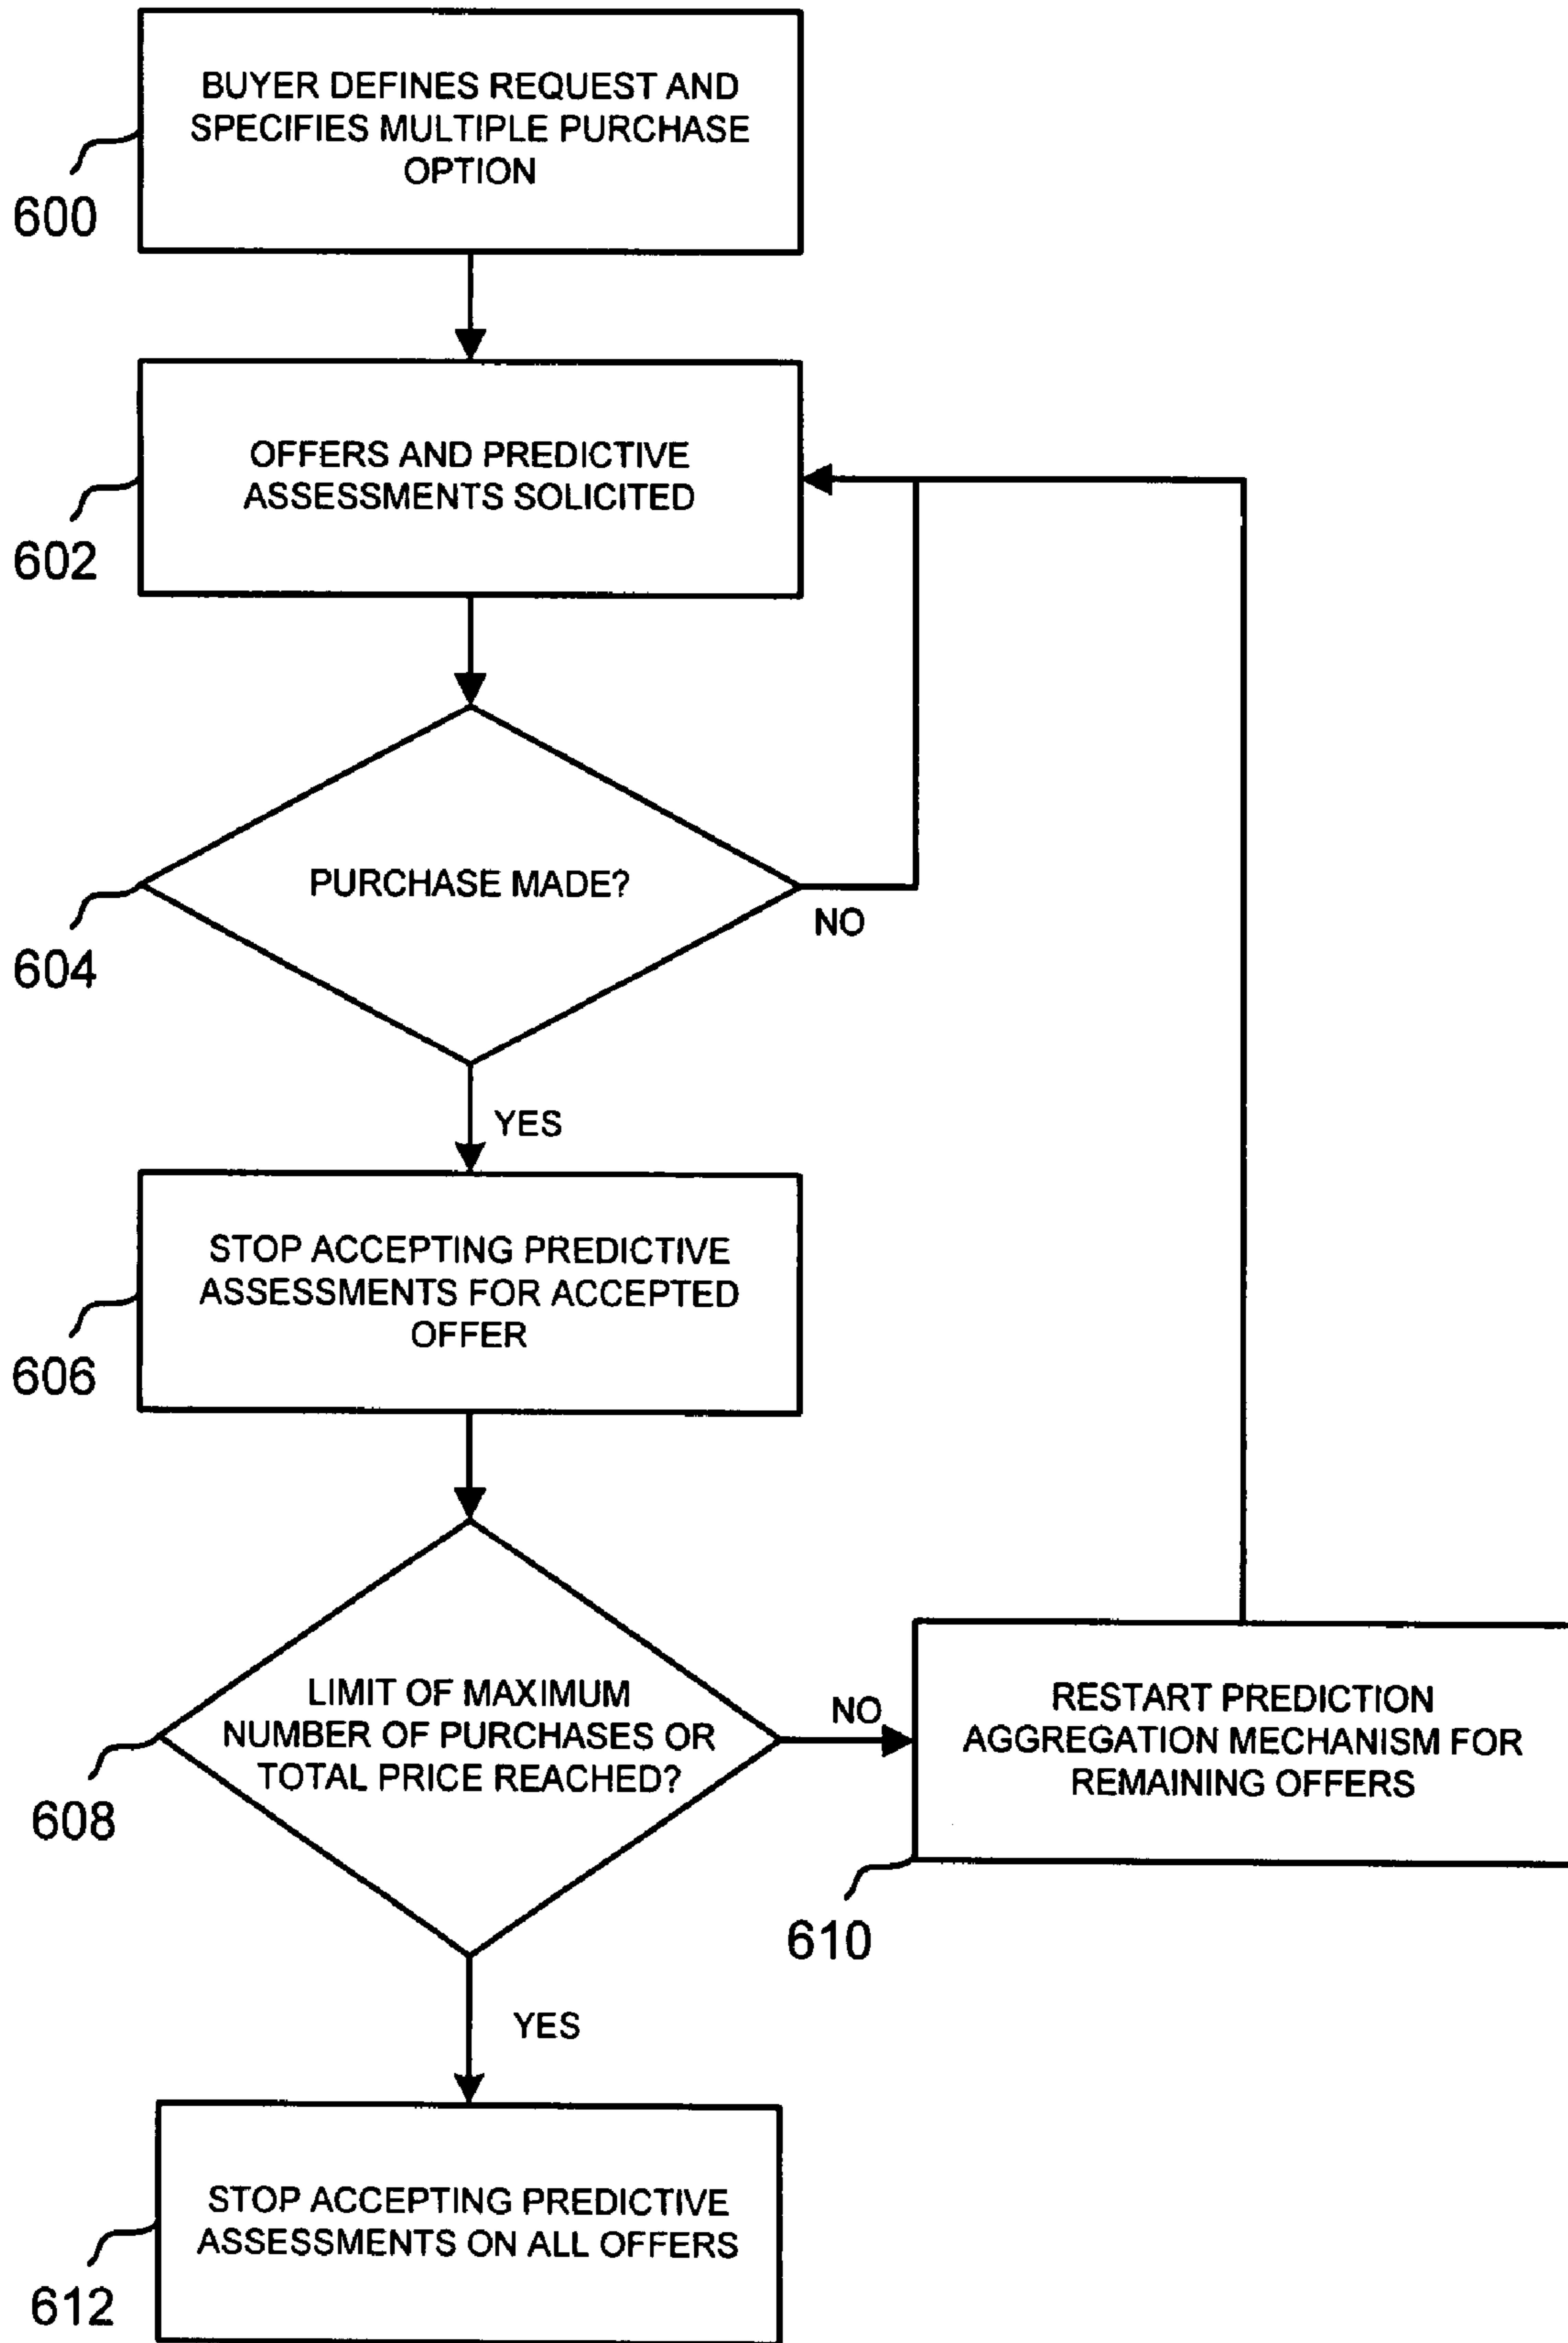 BUYER DEFINES REQUEST AND
SPECIFIES MULTIPLE PURCHASE
OPTION
600
OFFERS AND PREDICTIVE
ASSESSMENTS SOLICITED
602
PURCHASE MADE?
604
NO
YES
STOP ACCEPTING PREDICTIVE
ASSESSMENTS FOR ACCEPTED
OFFER
606
LIMIT OF MAXIMUM
NUMBER OF PURCHASES OR
TOTAL PRICE REACHED?
608
NO
RESTART PREDICTION
AGGREGATION MECHANISM FOR
REMAINING OFFERS
610
YES
STOP ACCEPTING PREDICTIVE
ASSESSMENTS ON ALL OFFERS
612